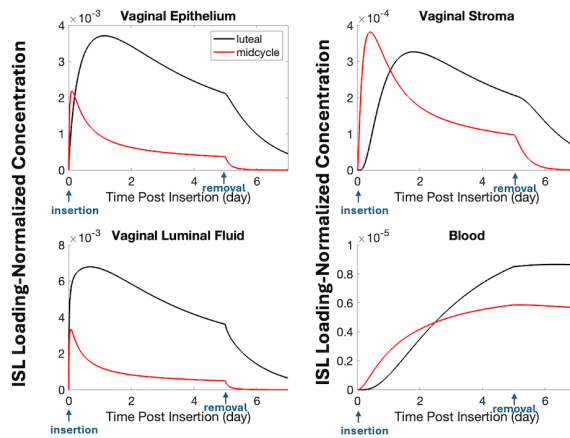 Vaginal Epithelium
×10⁻³
4
3
2
1
0
0 2 4 6
luteal
midcycle
Time Post Insertion (day)
insertion
removal
Vaginal Stroma
×10⁻⁴
4
3
2
1
0
0 2 4 6
Time Post Insertion (day)
insertion
removal
ISL Loading-Normalized Concentration
ISL Loading-Normalized Concentration
Vaginal Luminal Fluid
8 ×10⁻³
6
4
2
0
0 2 4 6
Time Post Insertion (day)
insertion
removal
Blood
1 ×10⁻⁵
0.8
0.6
0.4
0.2
0
0 2 4 6
Time Post Insertion (day)
insertion
removal